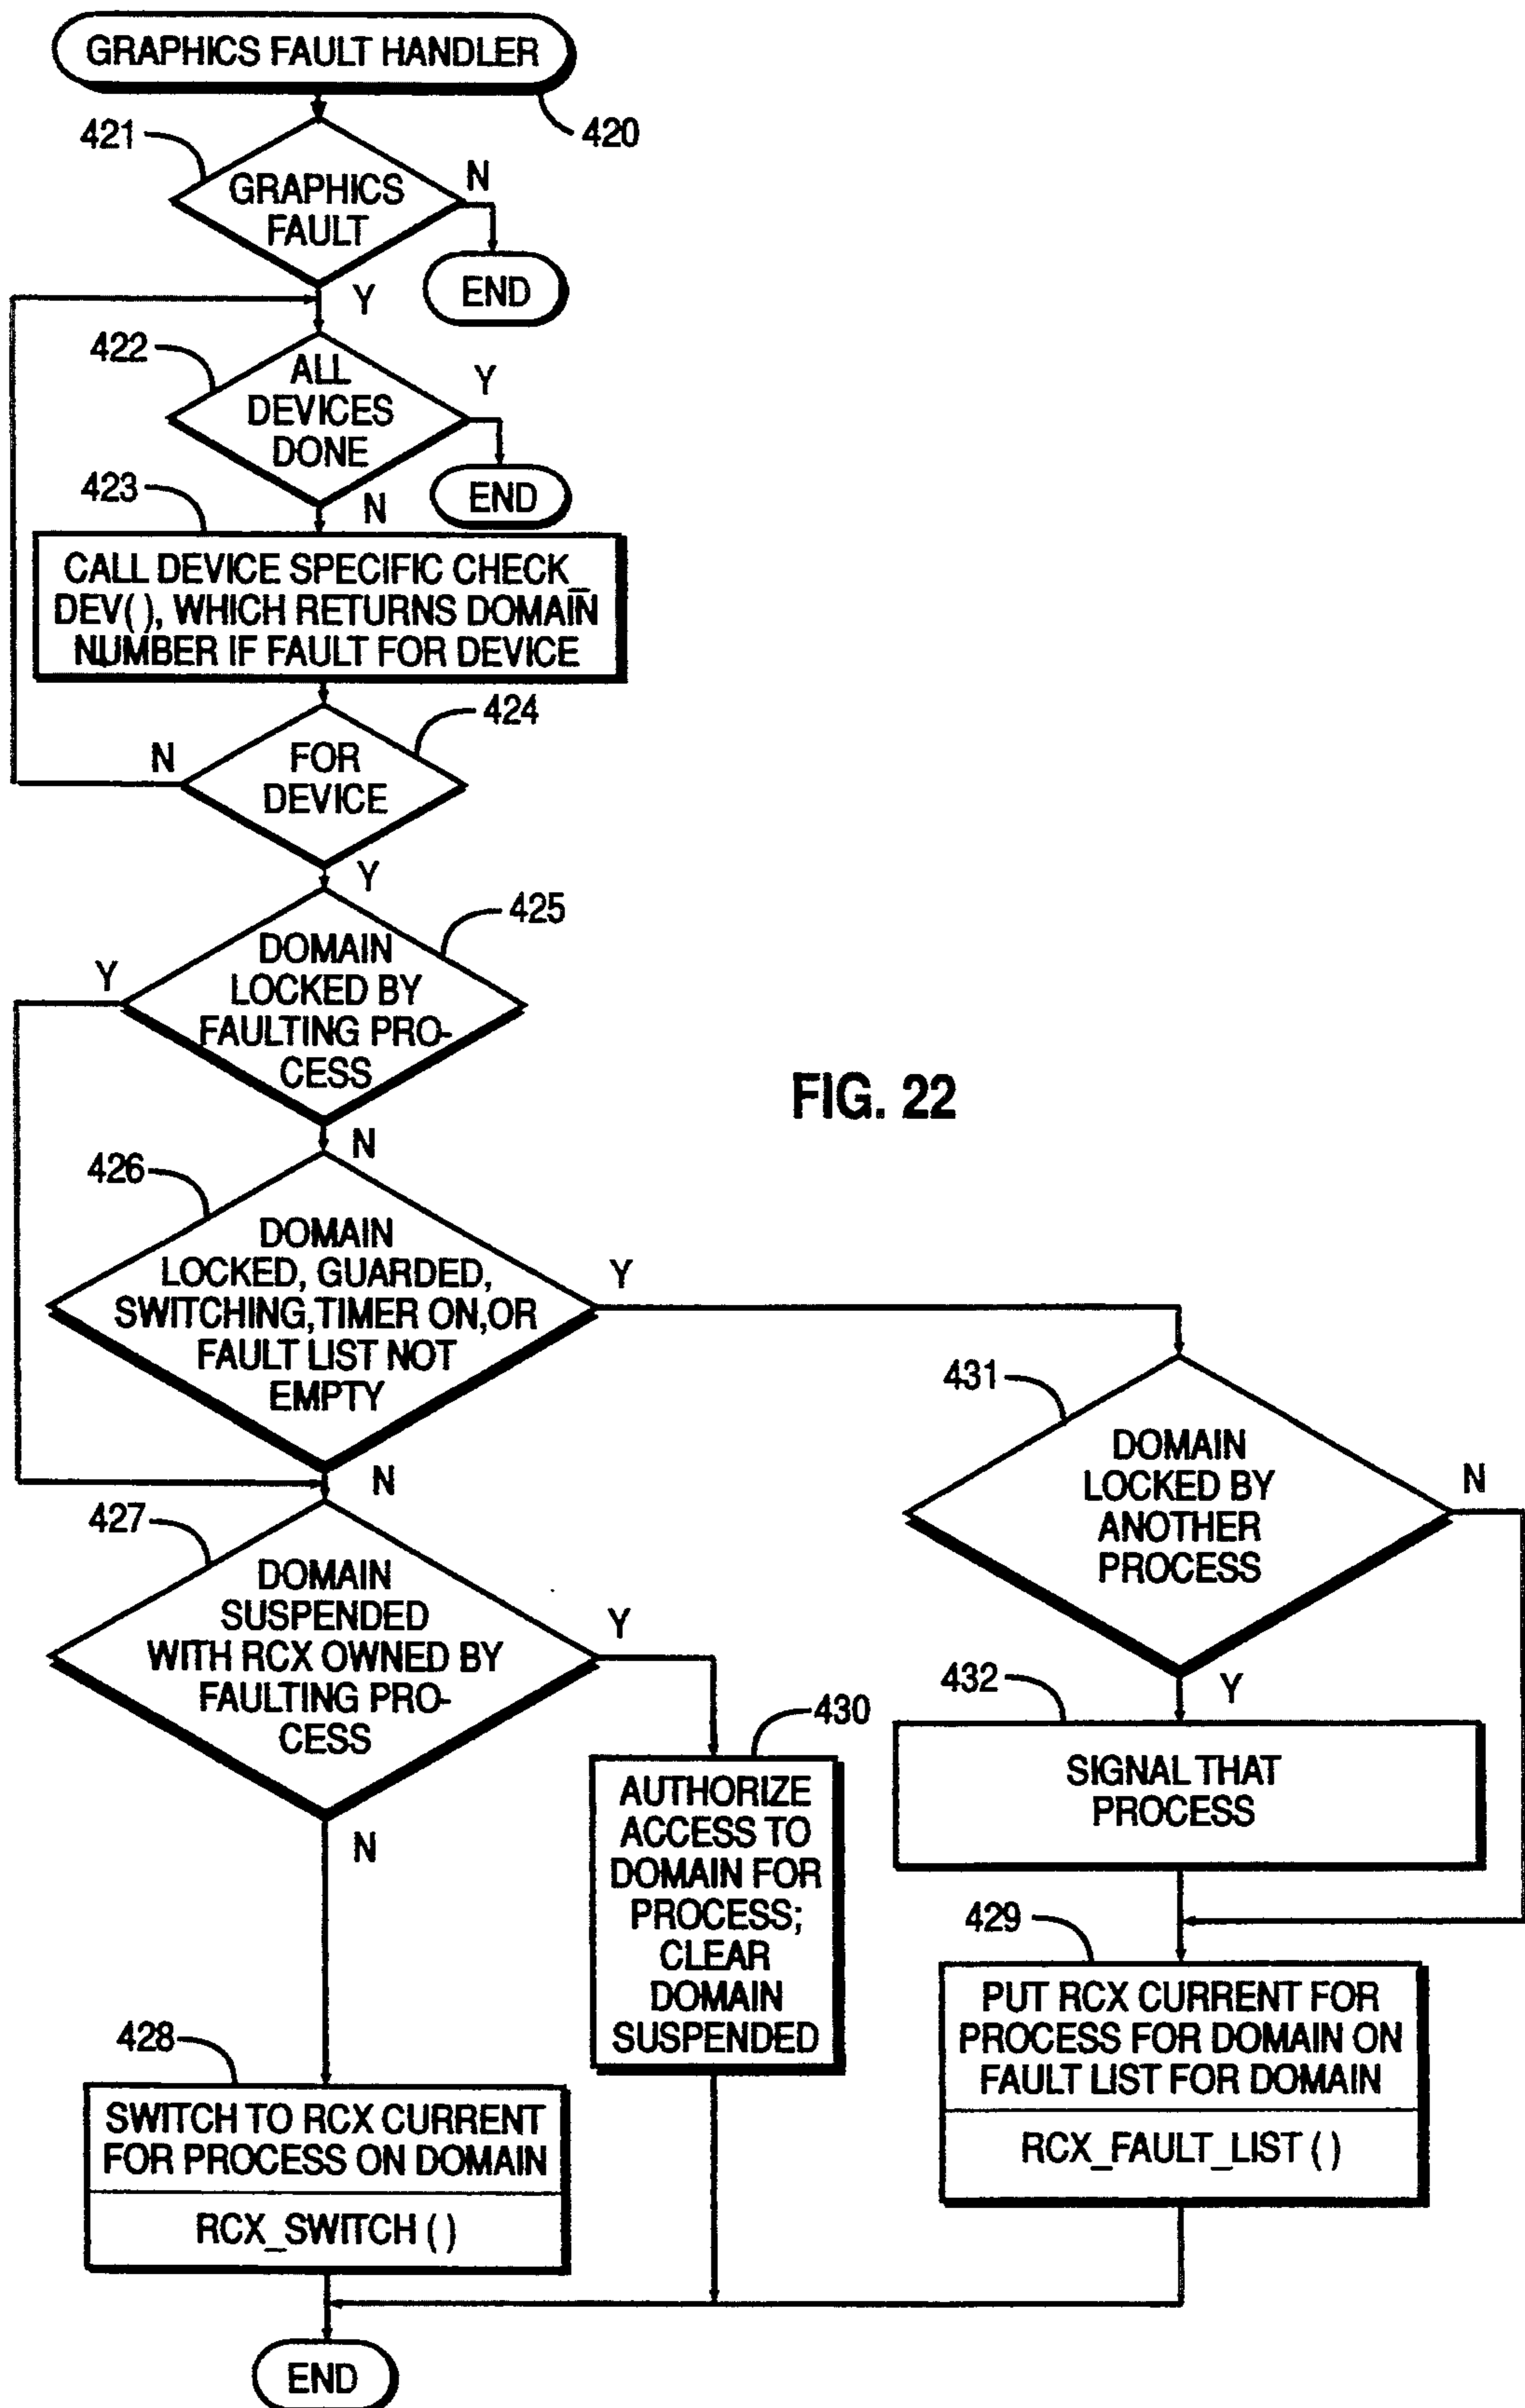 GRAPHICS FAULT HANDLER
420
421
GRAPHICS
FAULT
N
END
Y
422
ALL
DEVICES
DONE
Y
END
N
423
CALL DEVICE SPECIFIC CHECK_
DEV( ), WHICH RETURNS DOMAIN
NUMBER IF FAULT FOR DEVICE
424
FOR
DEVICE
N
Y
425
DOMAIN
LOCKED BY
FAULTING PRO-
CESS
Y
N
FIG. 22
426
DOMAIN
LOCKED, GUARDED,
SWITCHING, TIMER ON, OR
FAULT LIST NOT
EMPTY
Y
N
431
DOMAIN
LOCKED BY
ANOTHER
PROCESS
N
Y
427
DOMAIN
SUSPENDED
WITH RCX OWNED BY
FAULTING PRO-
CESS
Y
N
432
SIGNAL THAT
PROCESS
430
AUTHORIZE
ACCESS TO
DOMAIN FOR
PROCESS;
CLEAR
DOMAIN
SUSPENDED
429
PUT RCX CURRENT FOR
PROCESS FOR DOMAIN ON
FAULT LIST FOR DOMAIN
RCX_FAULT_LIST ( )
428
SWITCH TO RCX CURRENT
FOR PROCESS ON DOMAIN
RCX_SWITCH ( )
END